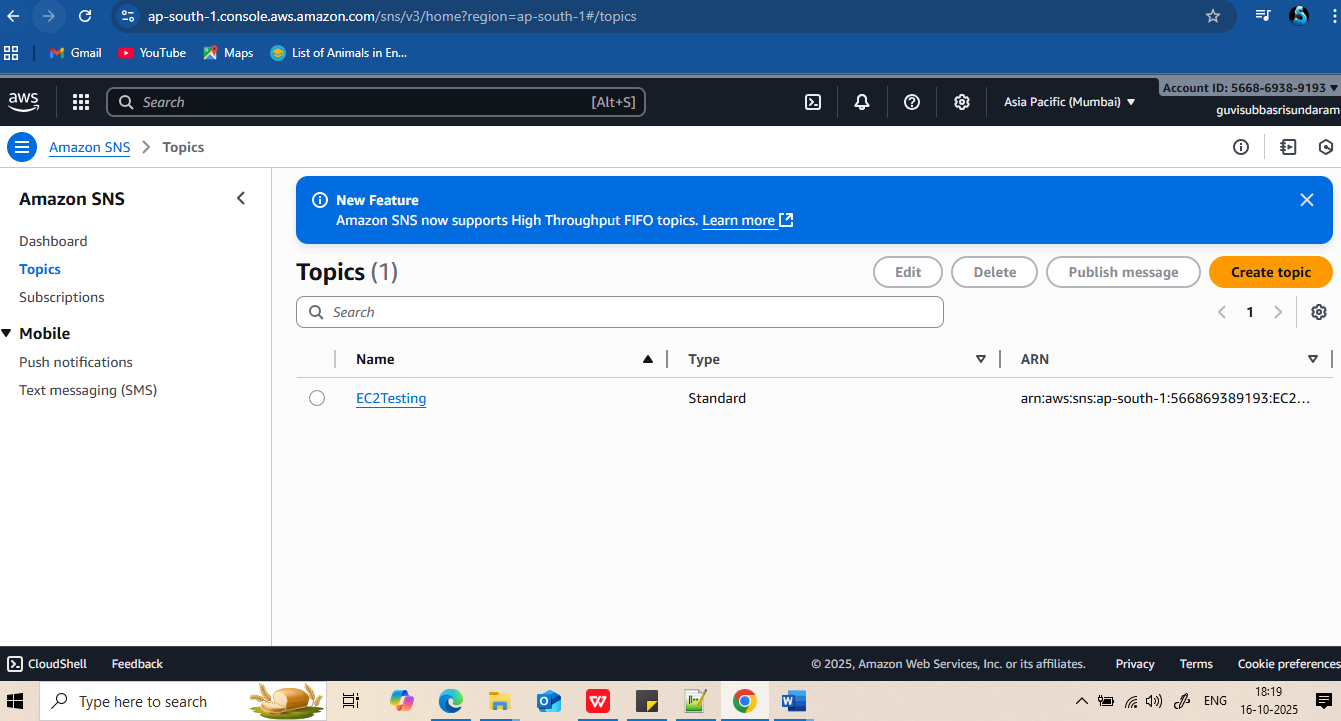 ap-south-1.console.aws.amazon.com/sns/v3/home?region=ap-south-1#/topics
Gmail YouTube Maps List of Animals in En...
aws Search [Alt+S] Asia Pacific (Mumbai) Account ID: 5668-6938-9193
guvisubbasrisundaram
Amazon SNS Topics
Amazon SNS
Dashboard
Topics
Subscriptions
Mobile
Push notifications
Text messaging (SMS)
New Feature
Amazon SNS now supports High Throughput FIFO topics. Learn more
Topics (1) Edit Delete Publish message Create topic
Search 1
Name Type ARN
EC2Testing Standard arn:aws:sns:ap-south-1:566869389193:EC2...
CloudShell Feedback © 2025, Amazon Web Services, Inc. or its affiliates. Privacy Terms Cookie preferences
Type here to search ENG 18:19
16-10-2025